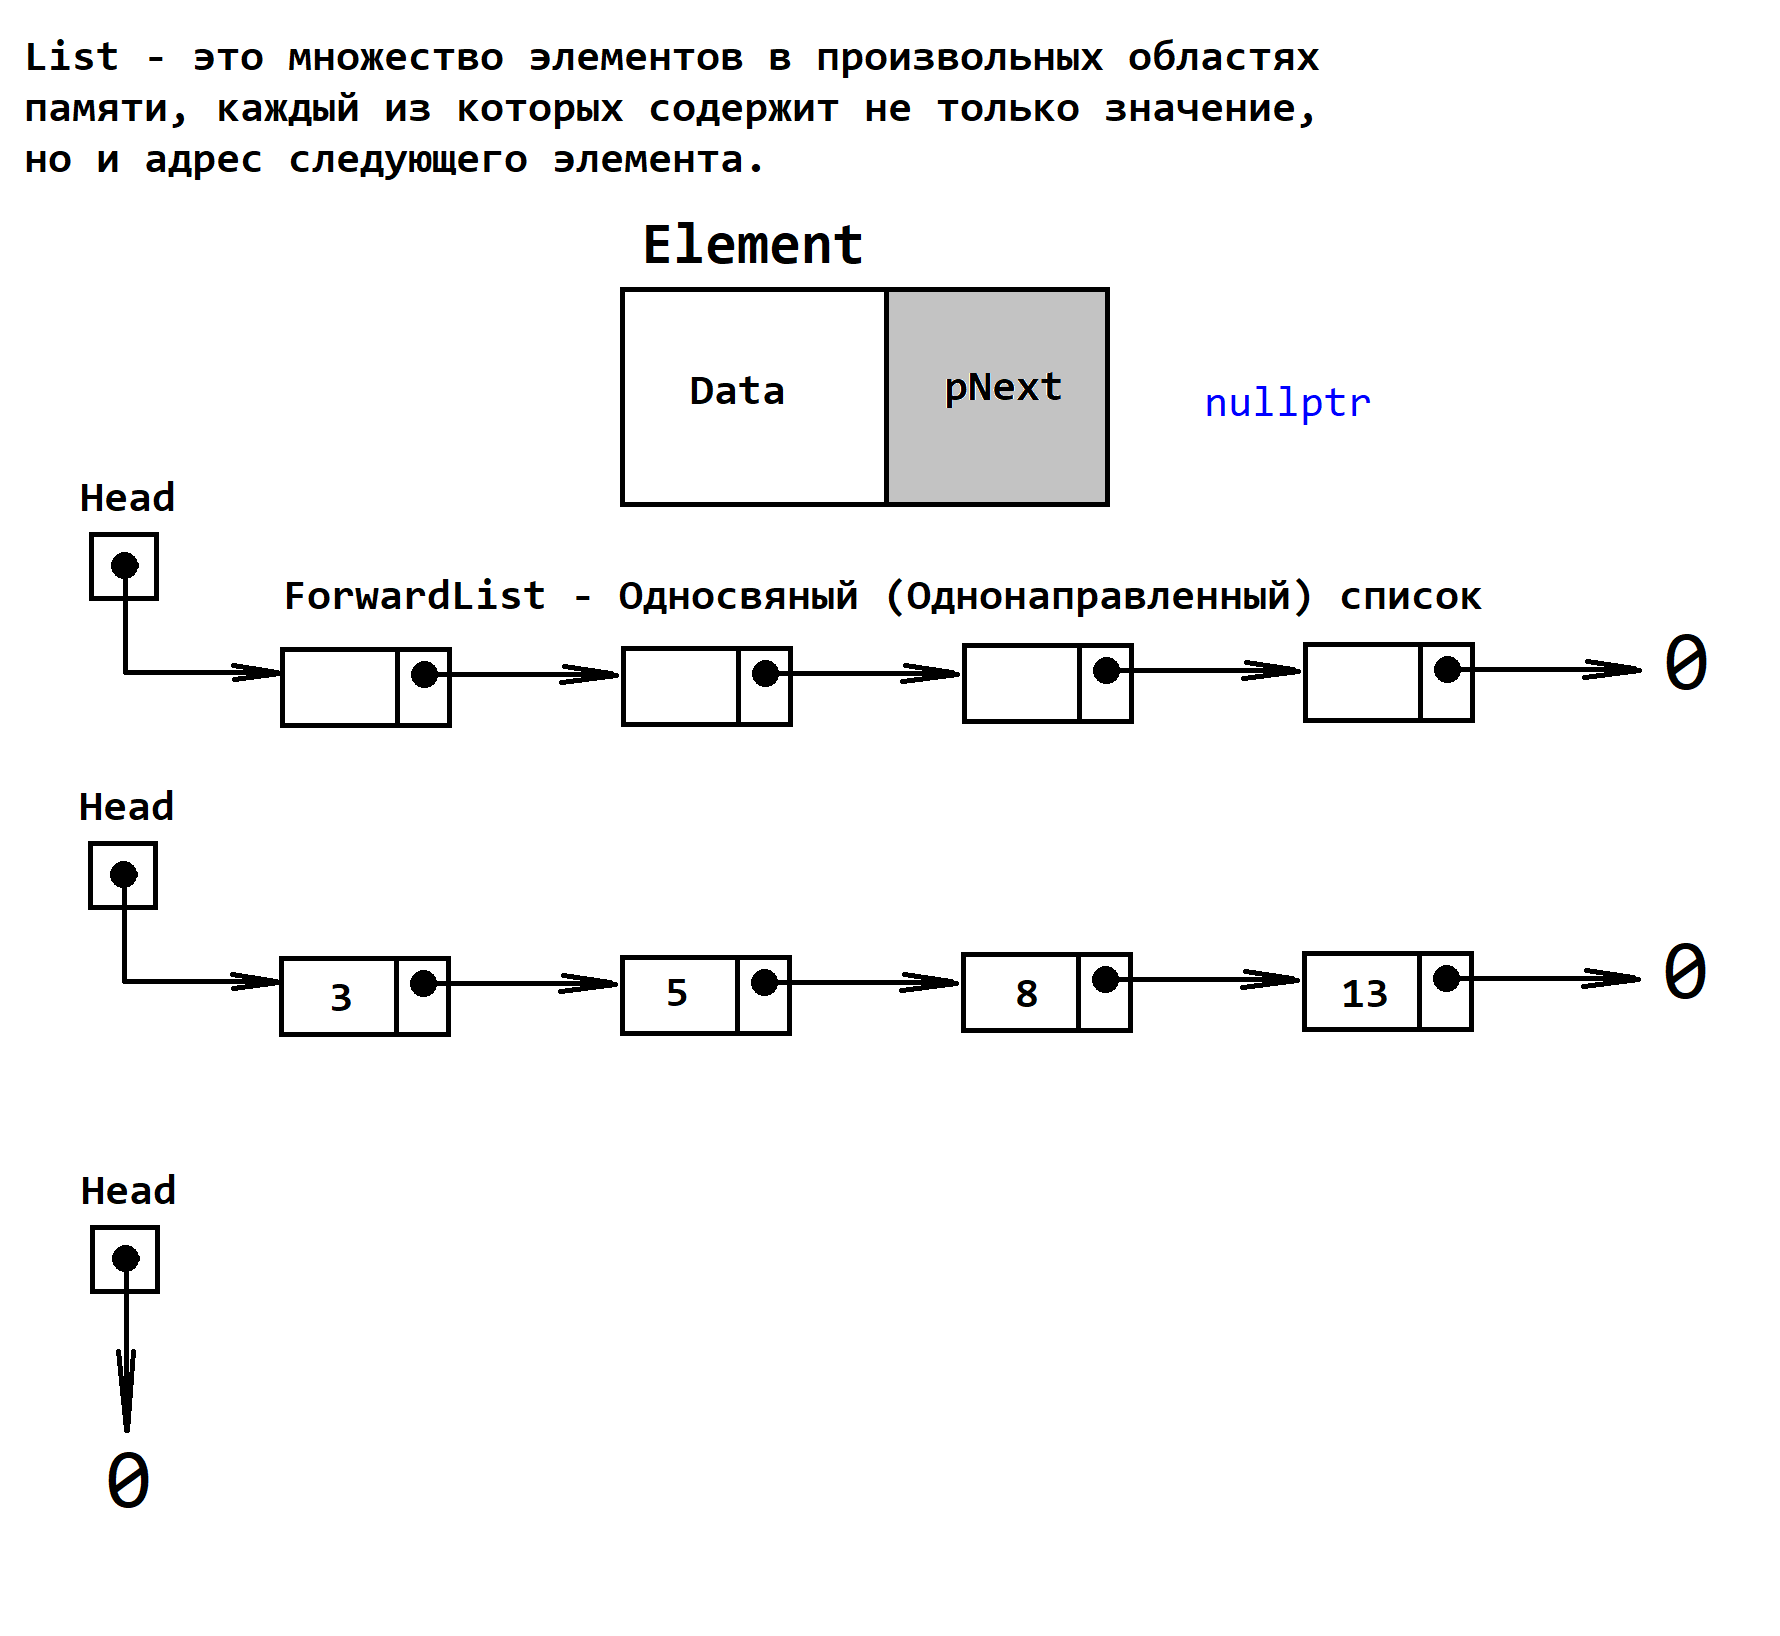 List - это множество элементов в произвольных областях
памяти, каждый из которых содержит не только значение,
но и адрес следующего элемента.
Element
Data
pNext
nullptr
Head
ForwardList - Односвяный (Однонаправленный) список
0
Head
3
5
8
13
0
Head
0